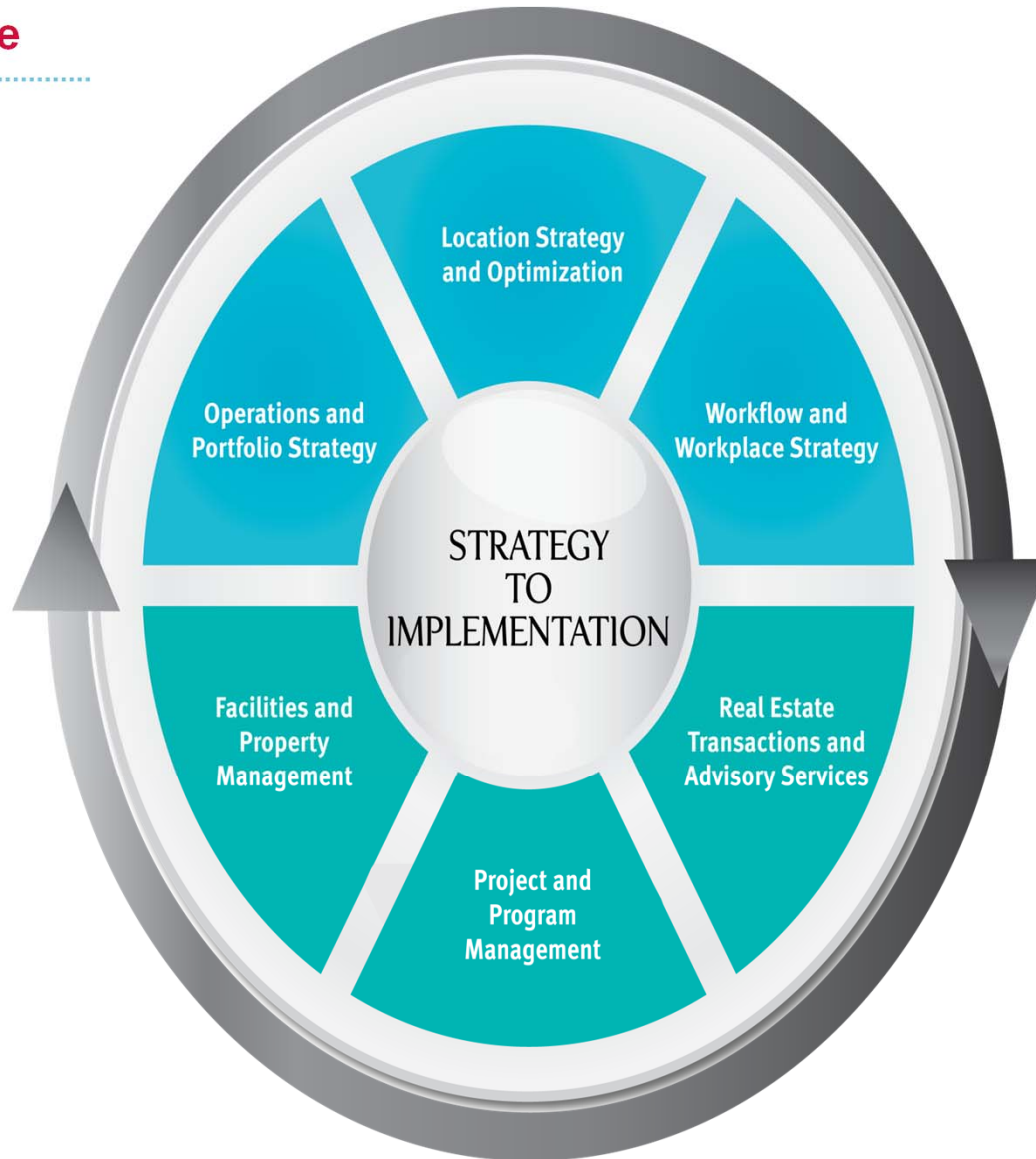 e
Location Strategy
and Optimization
Operations and
Portfolio Strategy
Workflow and
Workplace Strategy
STRATEGY
TO
IMPLEMENTATION
Facilities and
Property
Management
Real Estate
Transactions and
Advisory Services
Project and
Program
Management